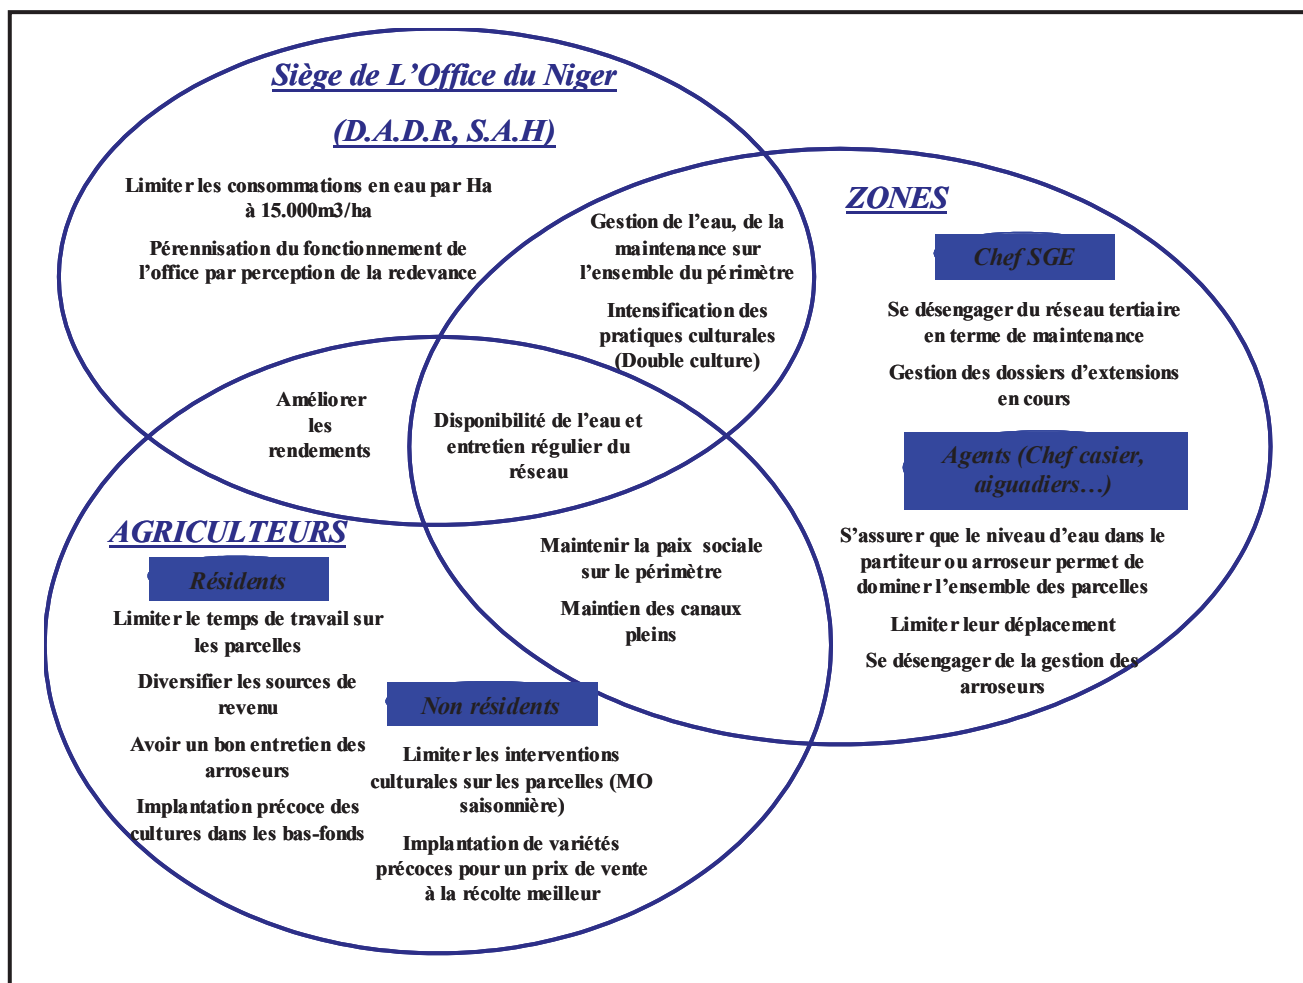 Siège de L'Office du Niger
(D.A.D.R, S.A.H)
Limiter les consommations en eau par Ha
à 15.000m3/ha
Pérennisation du fonctionnement de
l'office par perception de la redevance
Gestion de l'eau, de la
maintenance sur
l'ensemble du périmètre
Intensification des
pratiques culturales
(Double culture)
ZONES
Chef SGE
Se désengager du réseau tertiaire
en terme de maintenance
Gestion des dossiers d'extensions
en cours
Agents (Chef casier,
aiguadiers…)
S'assurer que le niveau d'eau dans le
partiteur ou arroseur permet de
dominer l'ensemble des parcelles
Limiter leur déplacement
Se désengager de la gestion des
arroseurs
Améliorer
les
rendements
Disponibilité de l'eau et
entretien régulier du
réseau
Maintenir la paix sociale
sur le périmètre
Maintien des canaux
pleins
AGRICULTEURS
Résidents
Limiter le temps de travail sur
les parcelles
Diversifier les sources de
revenu
Avoir un bon entretien des
arroseurs
Implantation précoce des
cultures dans les bas-fonds
Non résidents
Limiter les interventions
culturales sur les parcelles (MO
saisonnière)
Implantation de variétés
précoces pour un prix de vente
à la récolte meilleur